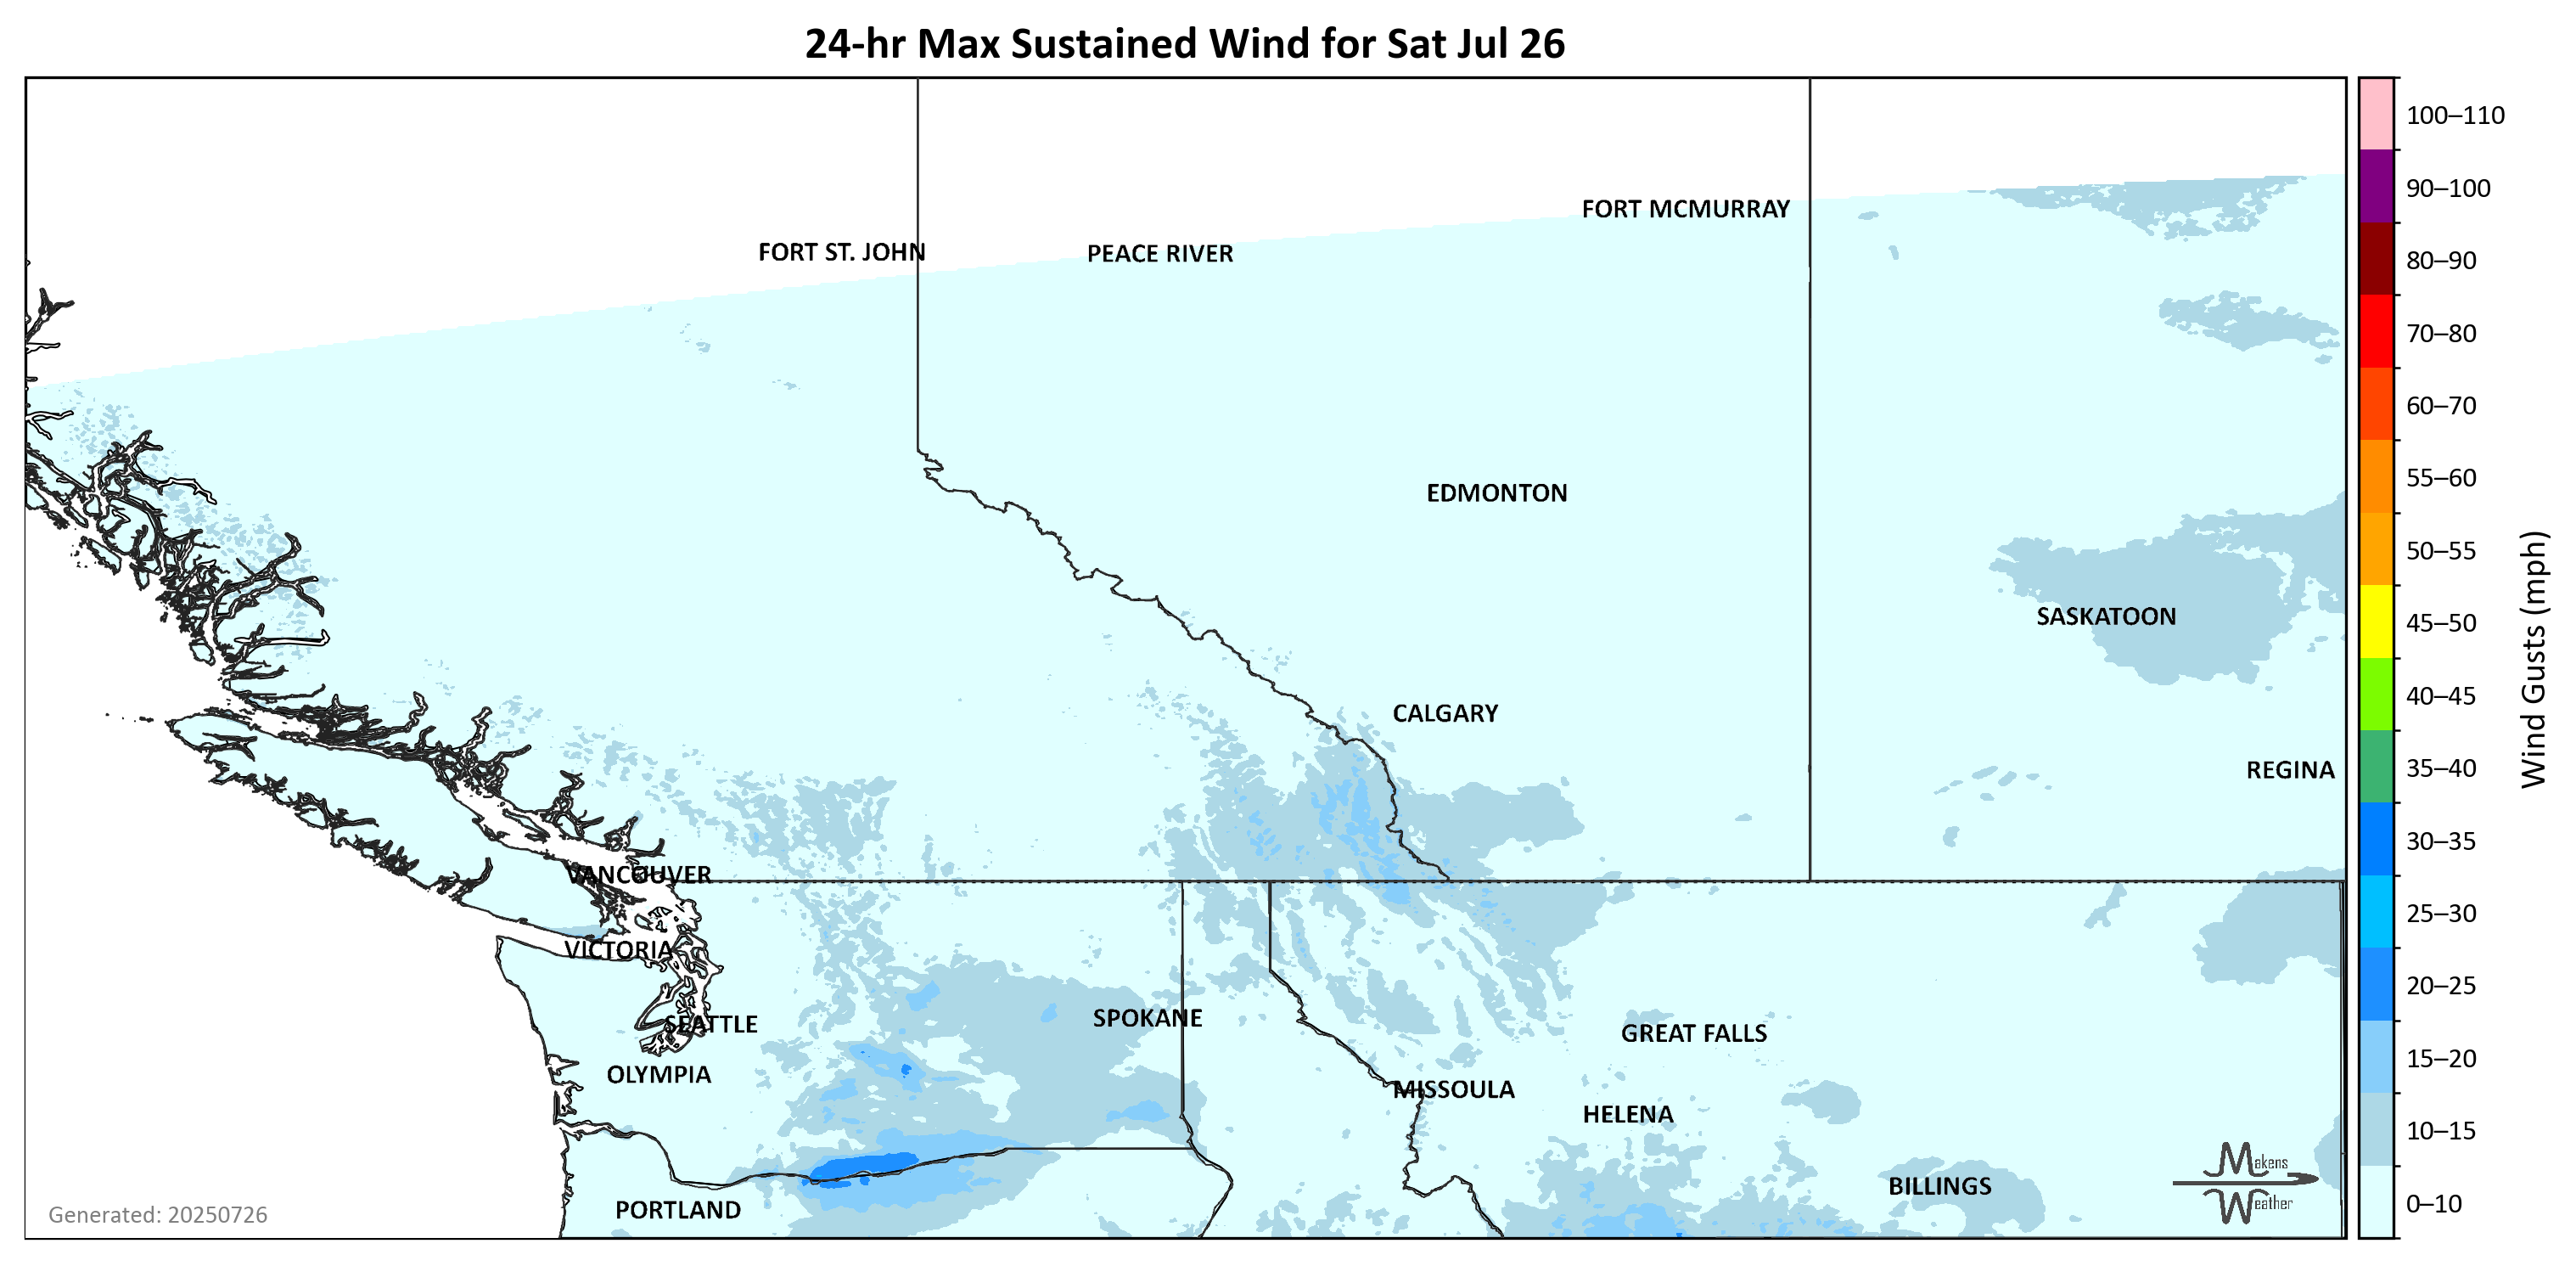 24-hr Max Sustained Wind for Sat Jul 26
FORT MCMURRAY
FORT ST. JOHN
PEACE RIVER
EDMONTON
SASKATOON
CALGARY
REGINA
VANCOUVER
VICTORIA
SEATTLE
SPOKANE
GREAT FALLS
OLYMPIA
MISSOULA
HELENA
BILLINGS
PORTLAND
Makens
Weather
Generated: 20250726
100–110
90–100
80–90
70–80
60–70
55–60
50–55
45–50
40–45
35–40
30–35
25–30
20–25
15–20
10–15
0–10
Wind Gusts (mph)